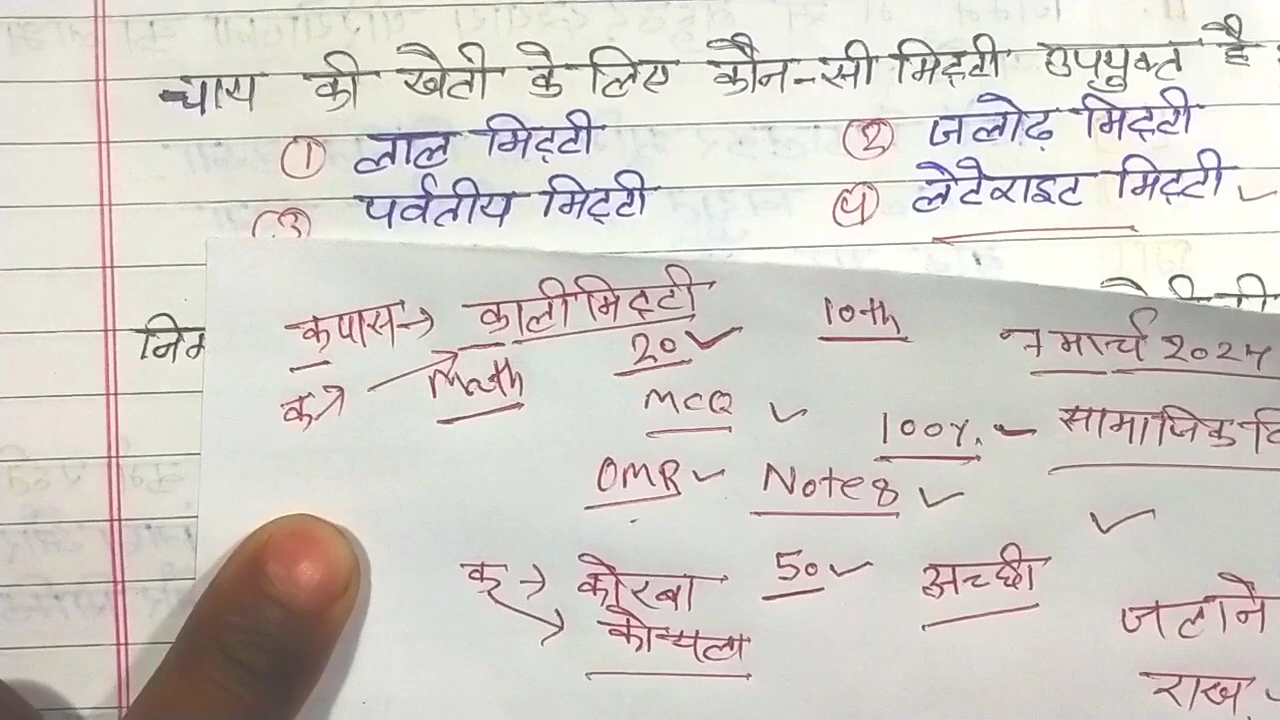 चाय की खेती के लिए कौन-सी मिट्टी उपयुक्त है
① लाल मिट्टी ② जलोढ़ मिट्टी
③ पर्वतीय मिट्टी ④ लेटेराइट मिट्टी ✓
कपास → काली मिट्टी 10th
20 ✓ मार्च 2024
क → Math
MCQ ✓ 100% - सामाजिक
OMR ✓ Notes ✓ ✓
क → कोरबा 50 ✓ अच्छी
कोयला जलाने
राख